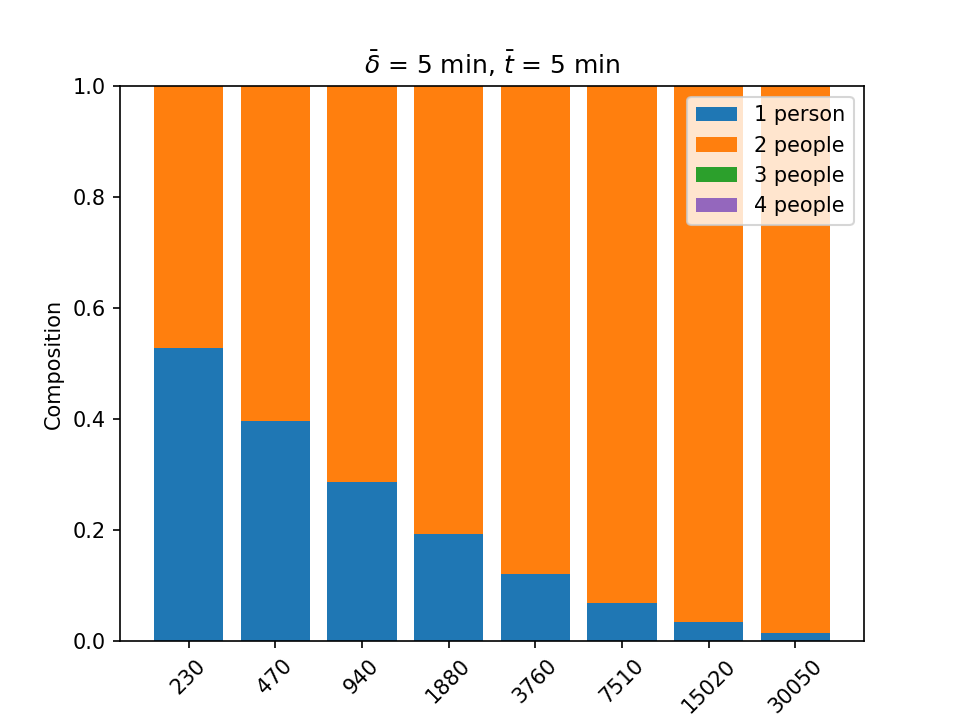 δ̄ = 5 min, t̄ = 5 min
1.0
0.8
0.6
0.4
0.2
0.0
Composition
1 person
2 people
3 people
4 people
230 470 940 1880 3760 7510 15020 30050